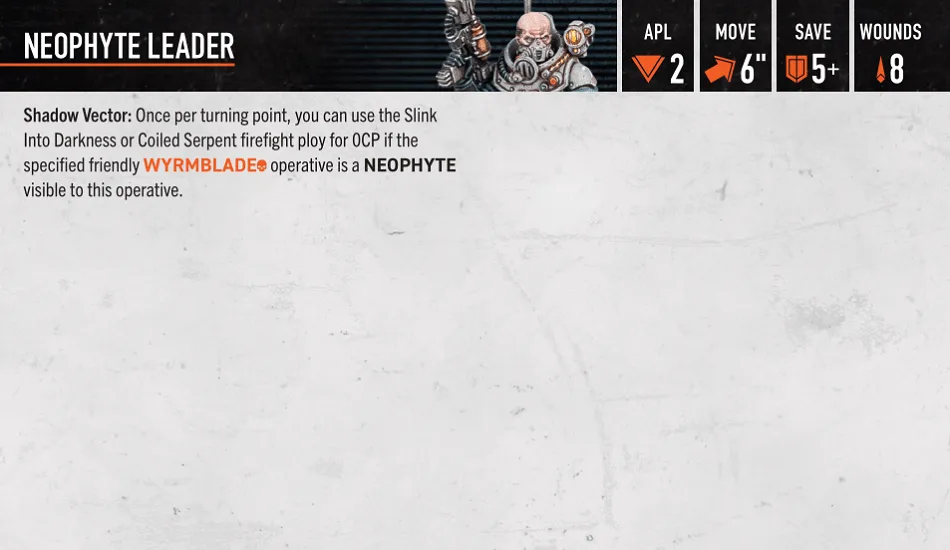 NEOPHYTE LEADER
APL
2
MOVE
6"
SAVE
5+
WOUNDS
8
Shadow Vector: Once per turning point, you can use the Slink
Into Darkness or Coiled Serpent firefight ploy for 0CP if the
specified friendly WYRMBLADE operative is a NEOPHYTE
visible to this operative.